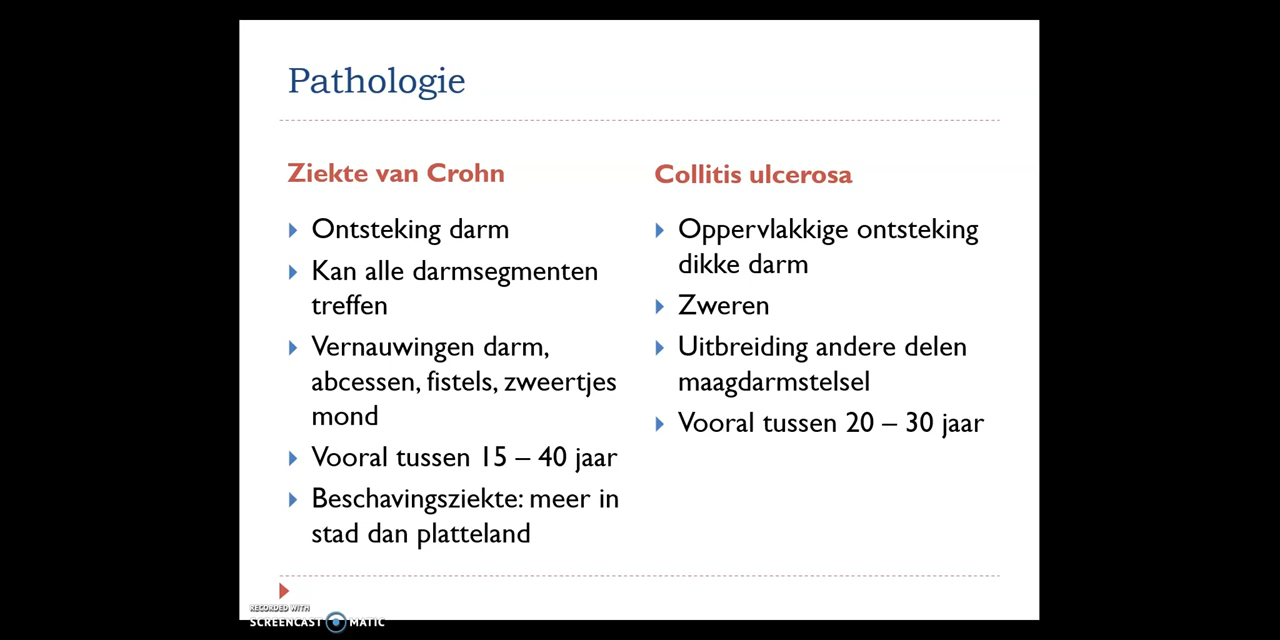 Pathologie
Ziekte van Crohn
Ontsteking darm
Kan alle darmsegmenten
treffen
Vernauwingen darm,
abcessen, fistels, zweertjes
mond
Vooral tussen 15 – 40 jaar
Beschavingsziekte: meer in
stad dan platteland
Collitis ulcerosa
Oppervlakkige ontsteking
dikke darm
Zweren
Uitbreiding andere delen
maagdarmstelsel
Vooral tussen 20 – 30 jaar
RECORDED WITH
SCREENCAST MATIC